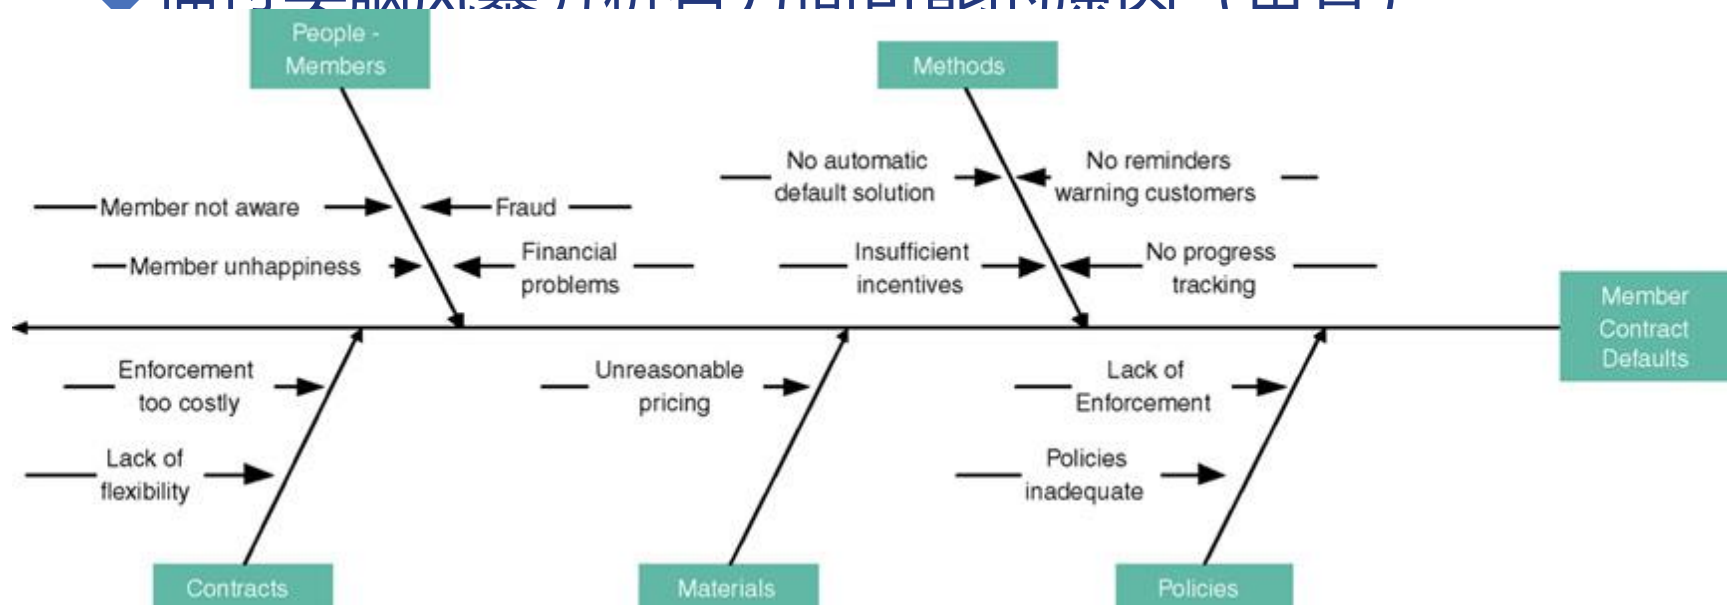 People -
Members
Methods
No automatic
default solution
No reminders
warning customers
Member not aware
Fraud
Member unhappiness
Financial
problems
Insufficient
incentives
No progress
tracking
Member
Contract
Defaults
Enforcement
too costly
Unreasonable
pricing
Lack of
Enforcement
Lack of
flexibility
Policies
inadequate
Contracts
Materials
Policies